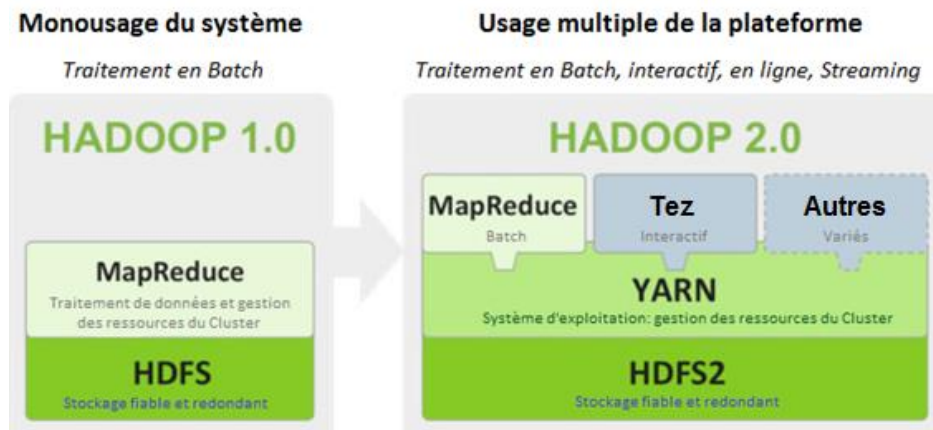 Monousage du système
Traitement en Batch
HADOOP 1.0
MapReduce
Traitement de données et gestion
des ressources du Cluster
HDFS
Stockage fiable et redondant
Usage multiple de la plateforme
Traitement en Batch, interactif, en ligne, Streaming
HADOOP 2.0
MapReduce
Batch
Tez
Interactif
Autres
Variés
YARN
Système d'exploitation: gestion des ressources du Cluster
HDFS2
Stockage fiable et redondant